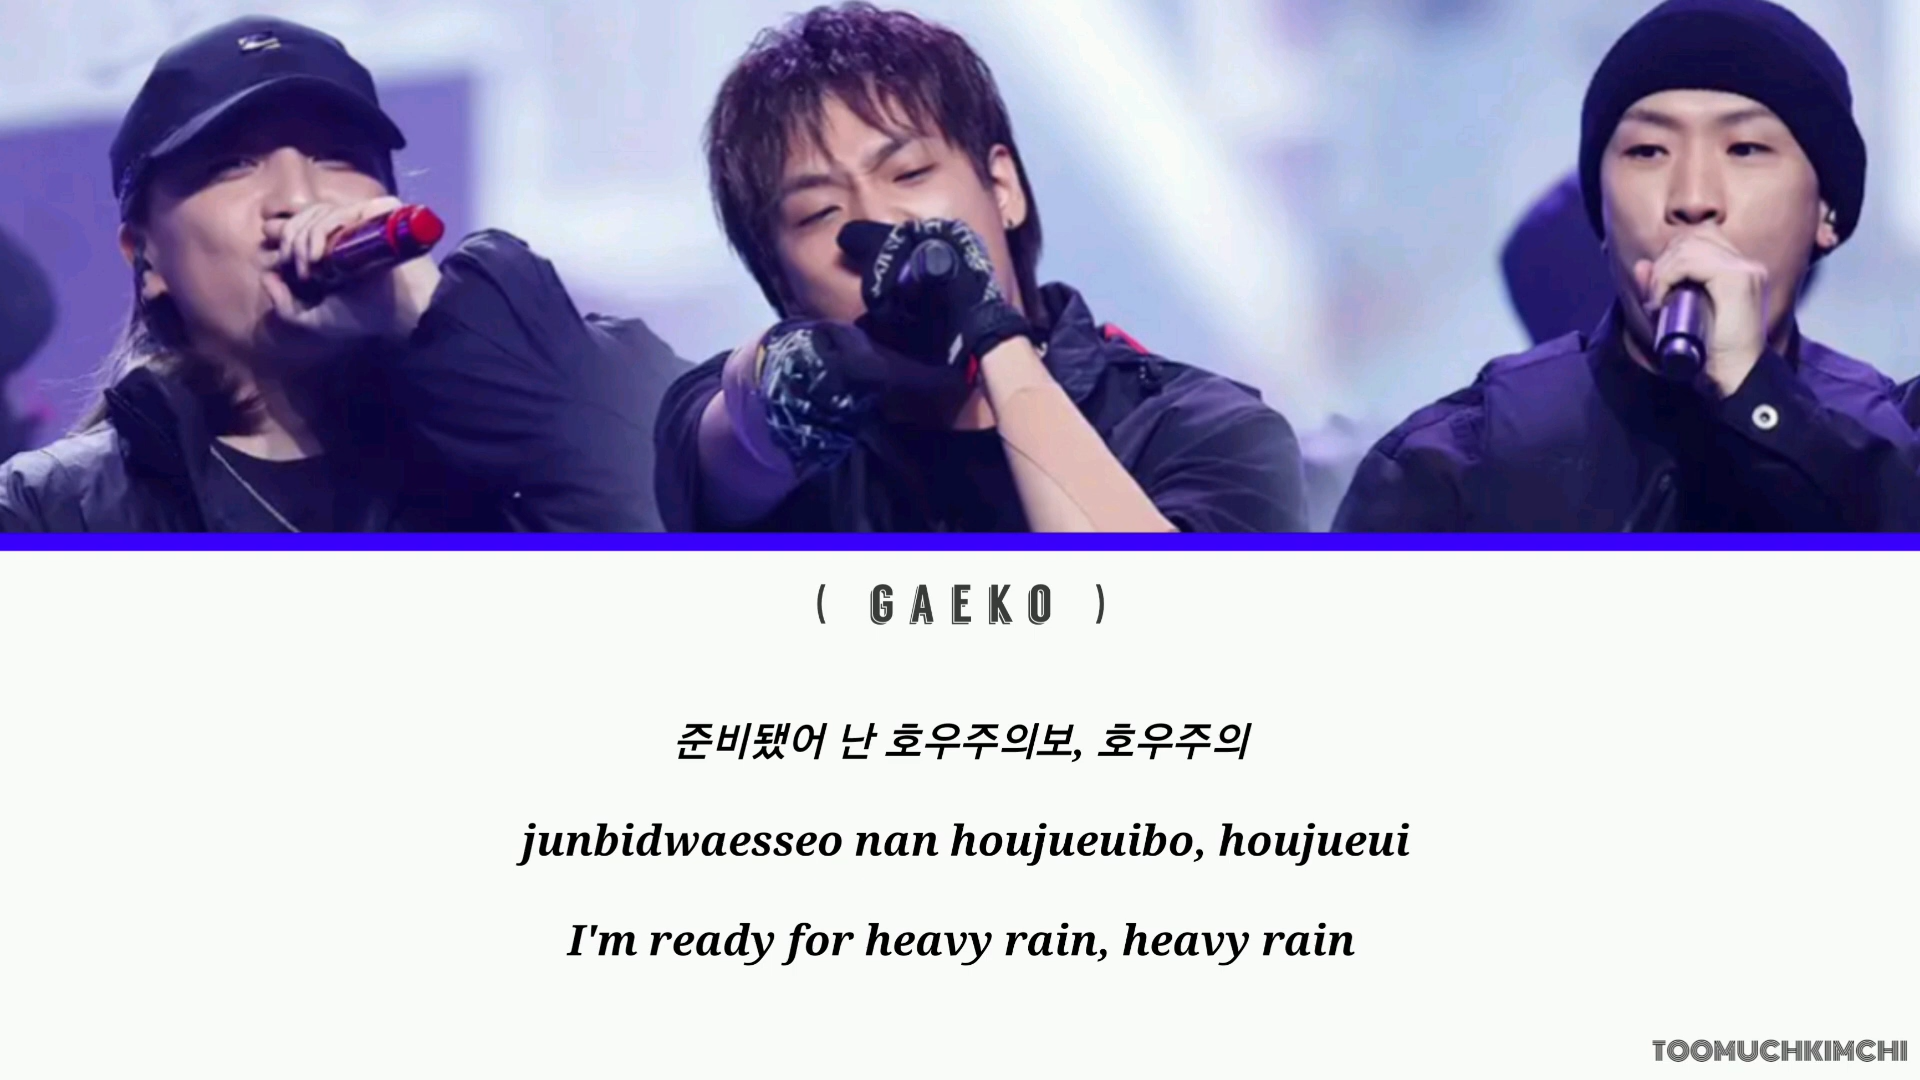 ( GAEKO )
준비됐어 난 호우주의보, 호우주의
junbidwaesseo nan houjueuibo, houjueui
I'm ready for heavy rain, heavy rain
TOOMUCHKIMCHI